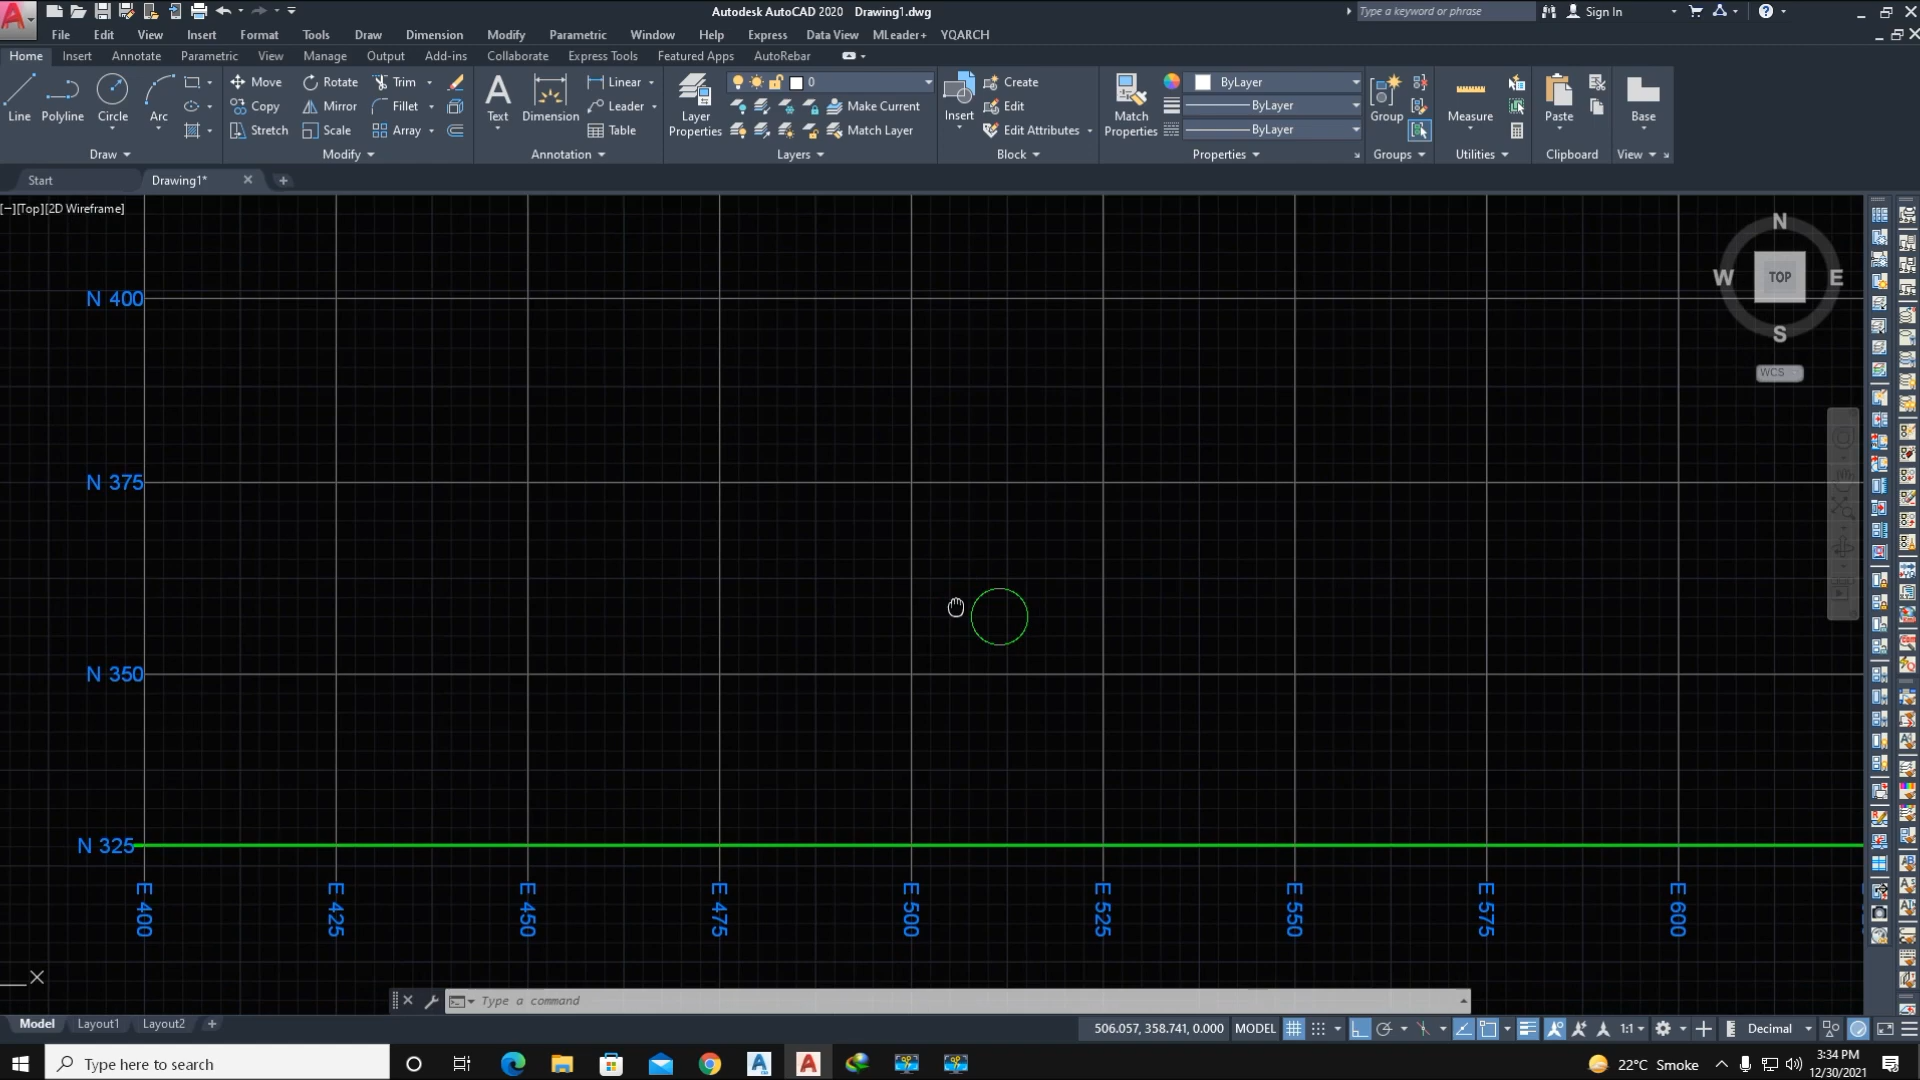 Autodesk AutoCAD 2020 Drawing1.dwg
Type a keyword or phrase
Sign In
File Edit View Insert Format Tools Draw Dimension Modify Parametric Window Help Express Data View MLeader+ YQARCH
Home Insert Annotate Parametric View Manage Output Add-ins Collaborate Express Tools Featured Apps AutoRebar
Line Polyline Circle Arc
Move Rotate Trim
Copy Mirror Fillet
Stretch Scale Array
Text Dimension
Linear
Leader
Table
Layer Properties
0
Make Current
Match Layer
Insert
Create
Edit
Edit Attributes
Match Properties
ByLayer
ByLayer
ByLayer
Group
Measure
Paste
Base
Draw Modify Annotation Layers Block Properties Groups Utilities Clipboard View
Start Drawing1*
[−][Top][2D Wireframe]
N
W TOP E
S
WCS
N 400
N 375
N 350
N 325
E 400 E 425 E 450 E 475 E 500 E 525 E 550 E 575 E 600
Type a command
Model Layout1 Layout2
506.057, 358.741, 0.000 MODEL
1:1
Decimal
Type here to search
22°C Smoke
3:34 PM
12/30/2021